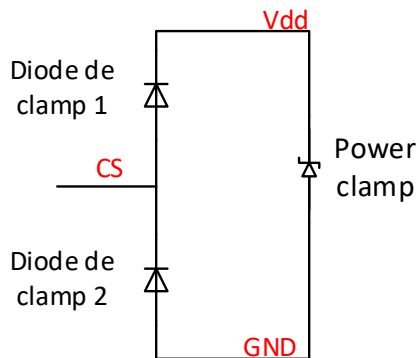 Vdd
Diode de
clamp 1
Power
clamp
CS
Diode de
clamp 2
GND